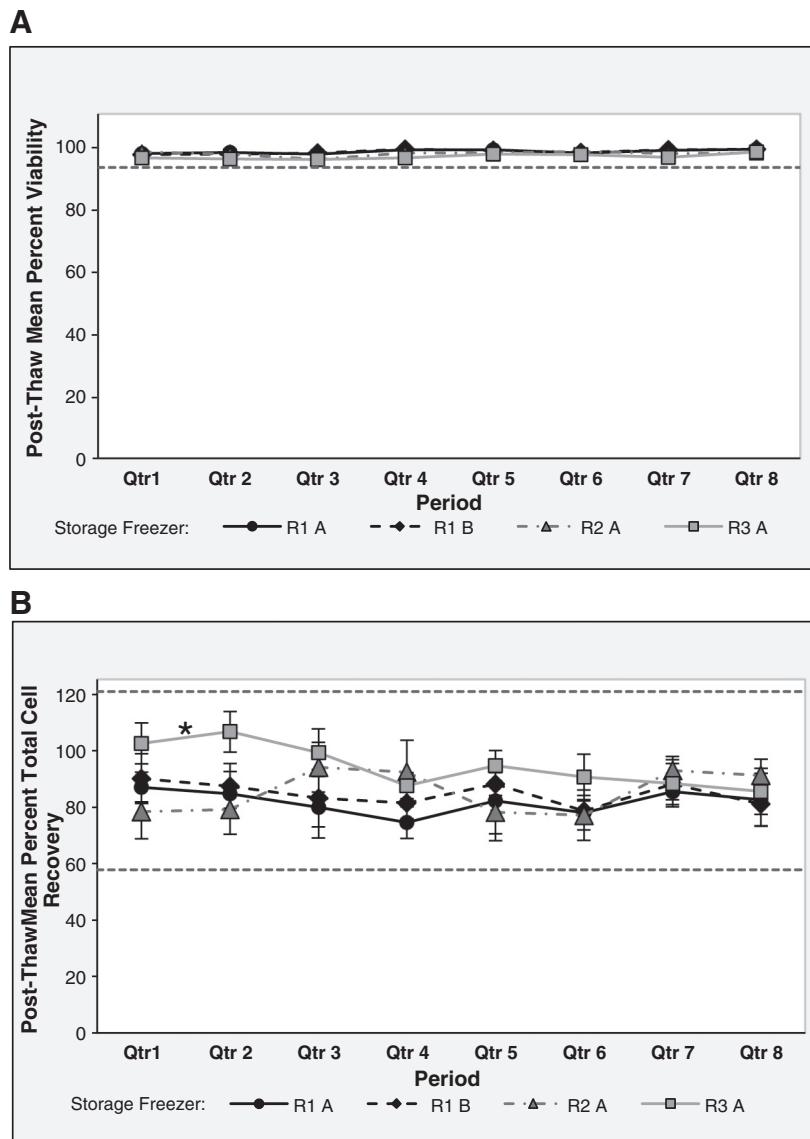 A
Post-Thaw Mean Percent Viability
100
80
60
40
20
0
Qtr1 Qtr 2 Qtr 3 Qtr 4 Qtr 5 Qtr 6 Qtr 7 Qtr 8
Period
Storage Freezer: R1 A R1 B R2 A R3 A
B
Post-ThawMean Percent Total Cell
Recovery
120
100
80
60
40
20
0
*
Qtr1 Qtr 2 Qtr 3 Qtr 4 Qtr 5 Qtr 6 Qtr 7 Qtr 8
Period
Storage Freezer: R1 A R1 B R2 A R3 A